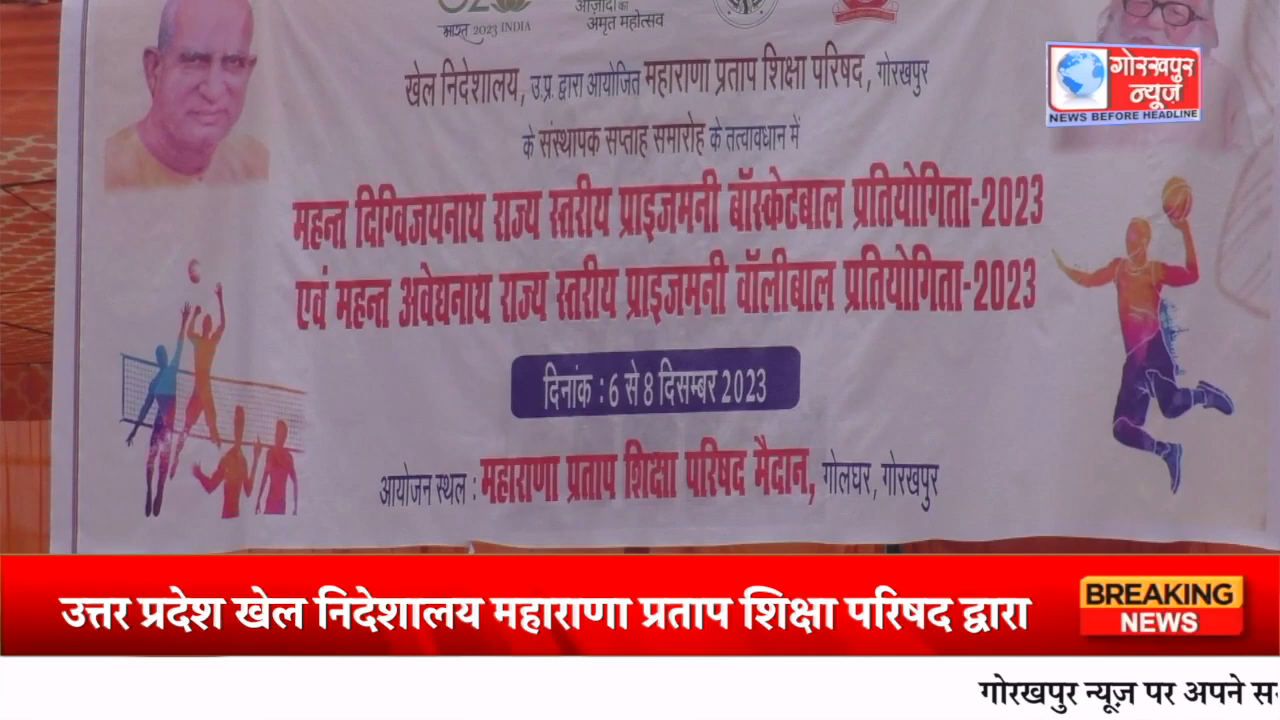 भारत 2023 INDIA
आज़ादी का
अमृत महोत्सव
गोरखपुर
न्यूज़
NEWS BEFORE HEADLINE
खेल निदेशालय, उ.प्र. द्वारा आयोजित महाराणा प्रताप शिक्षा परिषद, गोरखपुर
के संस्थापक सप्ताह समारोह के तत्वावधान में
महन्त दिग्विजयनाथ राज्य स्तरीय प्राइजमनी बॉस्केटबाल प्रतियोगिता-2023
एवं महन्त अवेद्यनाथ राज्य स्तरीय प्राइजमनी वॉलीबाल प्रतियोगिता-2023
दिनांक : 6 से 8 दिसम्बर 2023
आयोजन स्थल : महाराणा प्रताप शिक्षा परिषद मैदान, गोलघर, गोरखपुर
उत्तर प्रदेश खेल निदेशालय महाराणा प्रताप शिक्षा परिषद द्वारा
BREAKING
NEWS
गोरखपुर न्यूज़ पर अपने